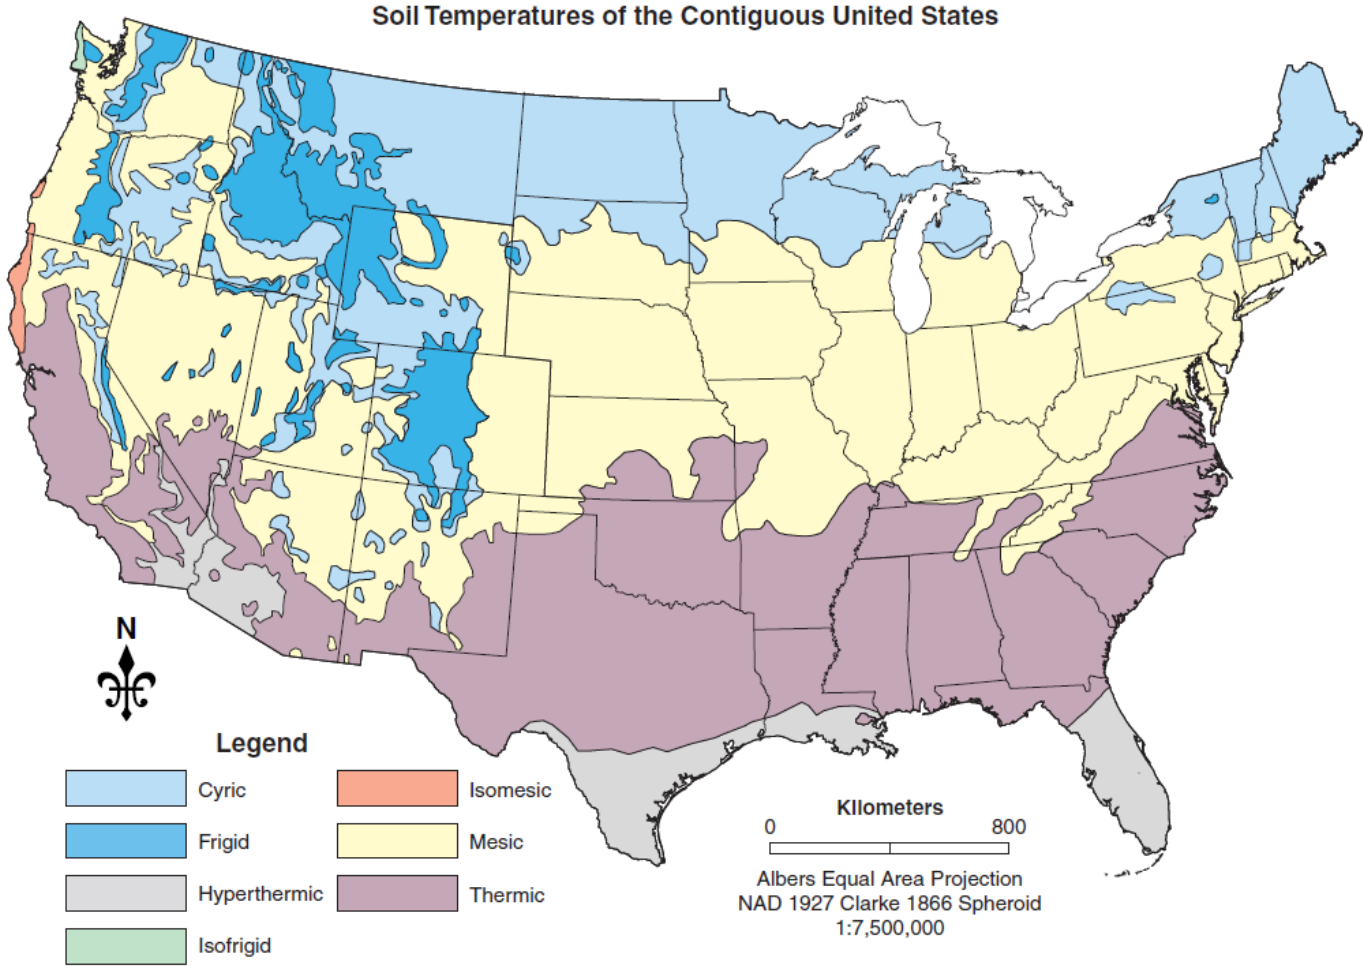 Soil Temperatures of the Contiguous United States
N
Legend
Cyric
Frigid
Hyperthermic
Isofrigid
Isomesic
Mesic
Thermic
KIlometers
0 800
Albers Equal Area Projection
NAD 1927 Clarke 1866 Spheroid
1:7,500,000